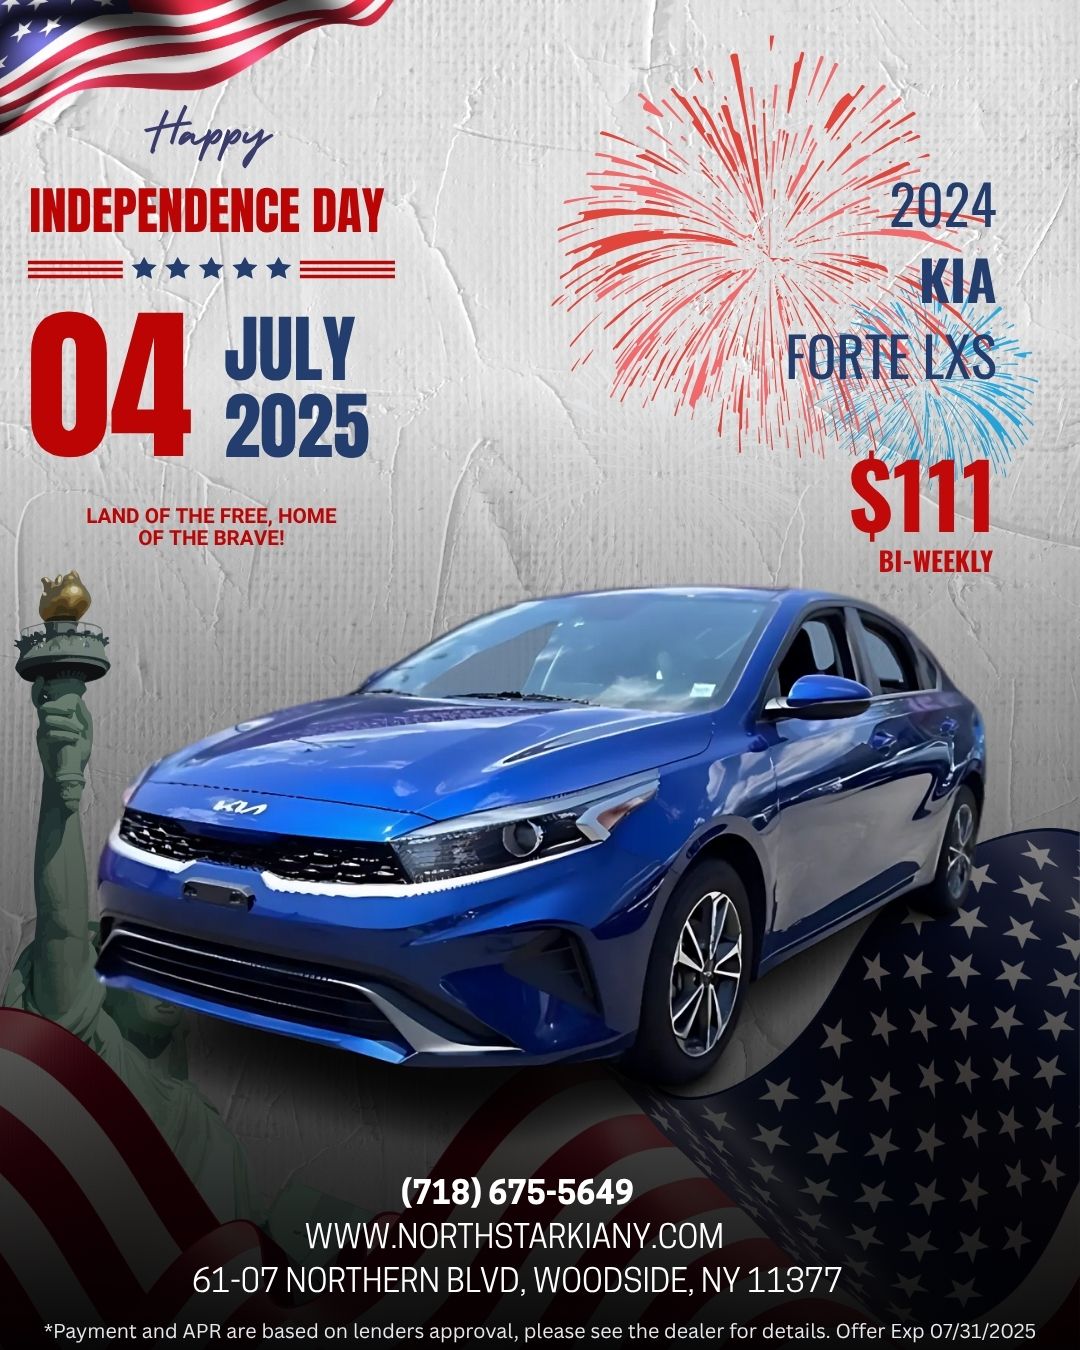 Happy
INDEPENDENCE DAY
04
JULY
2025
LAND OF THE FREE, HOME
OF THE BRAVE!
2024
KIA
FORTE LXS
$111
BI-WEEKLY
KIA
(718) 675-5649
WWW.NORTHSTARKIANY.COM
61-07 NORTHERN BLVD, WOODSIDE, NY 11377
*Payment and APR are based on lenders approval, please see the dealer for details. Offer Exp 07/31/2025